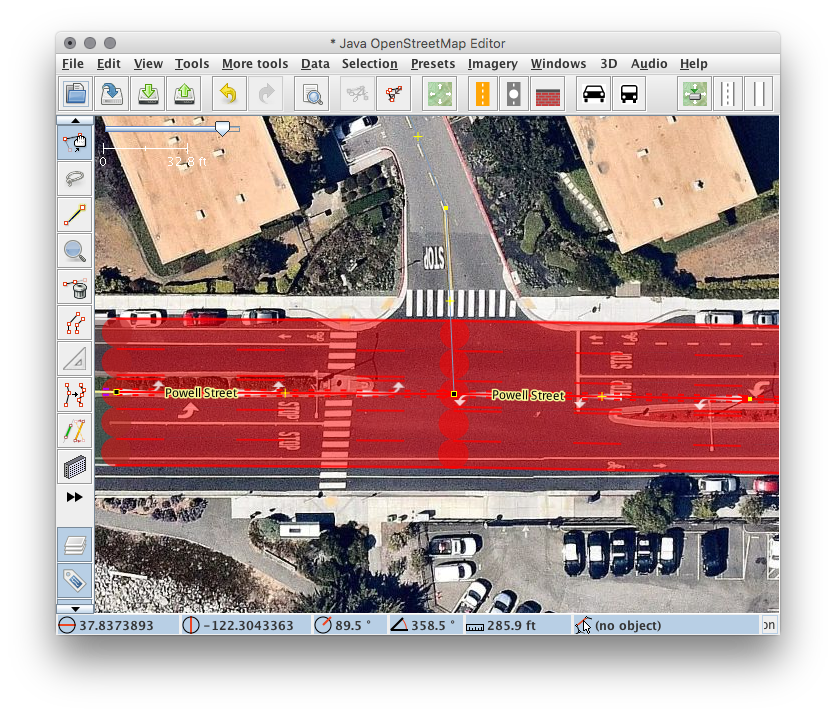 * Java OpenStreetMap Editor
File Edit View Tools More tools Data Selection Presets Imagery Windows 3D Audio Help
0 32.8 ft
STOP
STOP
STOP
Powell Street Powell Street
STOP
STOP
STOP
37.8373893 -122.3043363 89.5 ° 358.5 ° 285.9 ft (no object) on